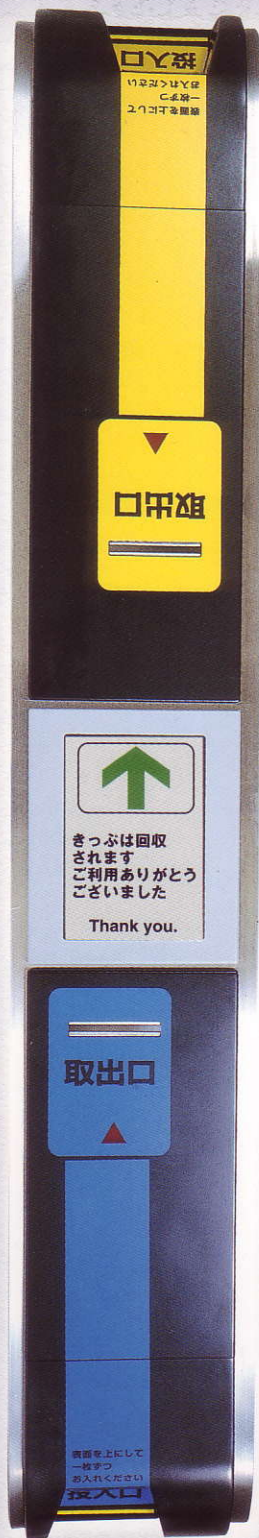 投入口
表面を上にして
一枚ずつ
お入れください
取出口
きっぷは回収
されます
ご利用ありがとう
ございました
Thank you.
取出口
表面を上にして
一枚ずつ
お入れください
投入口